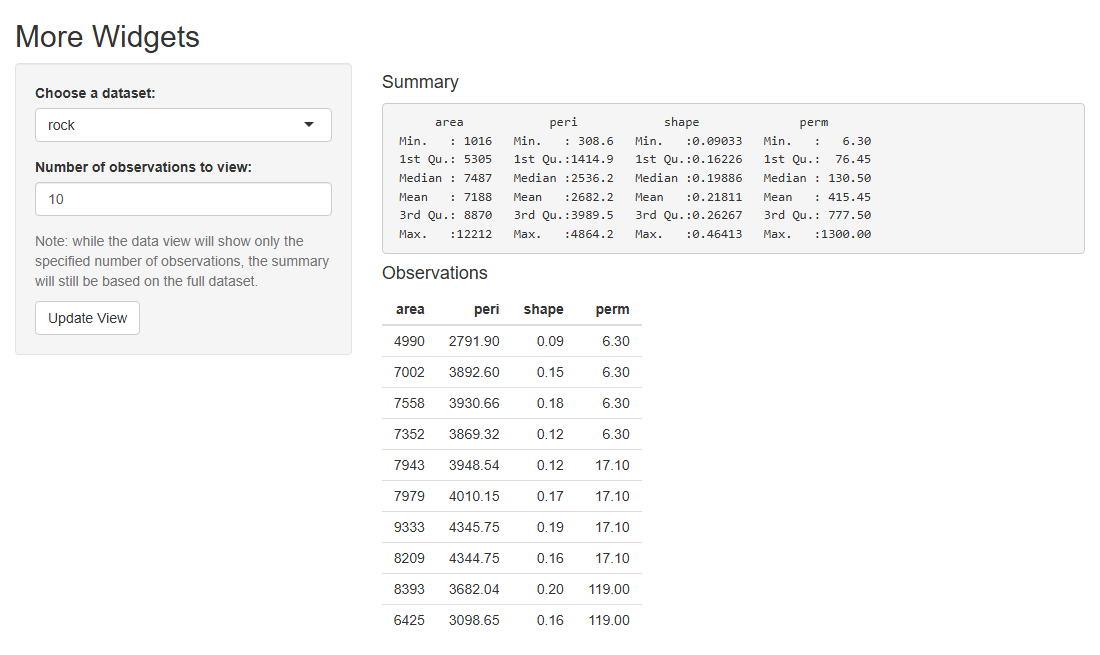 More Widgets
Choose a dataset:
rock
Number of observations to view:
10
Note: while the data view will show only the
specified number of observations, the summary
will still be based on the full dataset.
Update View
Summary
     area            peri            shape              perm
Min.   : 1016   Min.   : 308.6   Min.   :0.09033   Min.   :   6.30
1st Qu.: 5305   1st Qu.:1414.9   1st Qu.:0.16226   1st Qu.:  76.45
Median : 7487   Median :2536.2   Median :0.19886   Median : 130.50
Mean   : 7188   Mean   :2682.2   Mean   :0.21811   Mean   : 415.45
3rd Qu.: 8870   3rd Qu.:3989.5   3rd Qu.:0.26267   3rd Qu.: 777.50
Max.   :12212   Max.   :4864.2   Max.   :0.46413   Max.   :1300.00
Observations
area peri shape perm
4990 2791.90 0.09 6.30
7002 3892.60 0.15 6.30
7558 3930.66 0.18 6.30
7352 3869.32 0.12 6.30
7943 3948.54 0.12 17.10
7979 4010.15 0.17 17.10
9333 4345.75 0.19 17.10
8209 4344.75 0.16 17.10
8393 3682.04 0.20 119.00
6425 3098.65 0.16 119.00